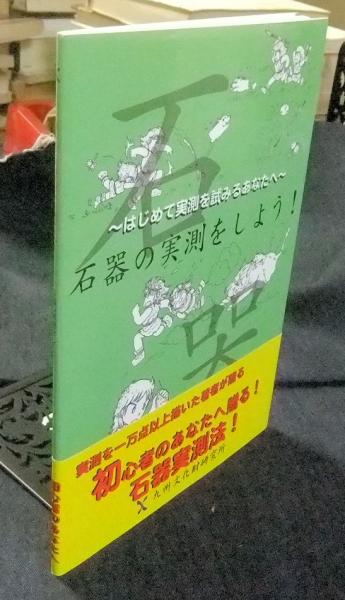 石器
~はじめて実測を試みるあなたへ~
石器の実測をしよう!
実測を一万点以上描いた著者が贈る
初心者のあなたへ贈る!
石器実測法!
九州文化財研究所